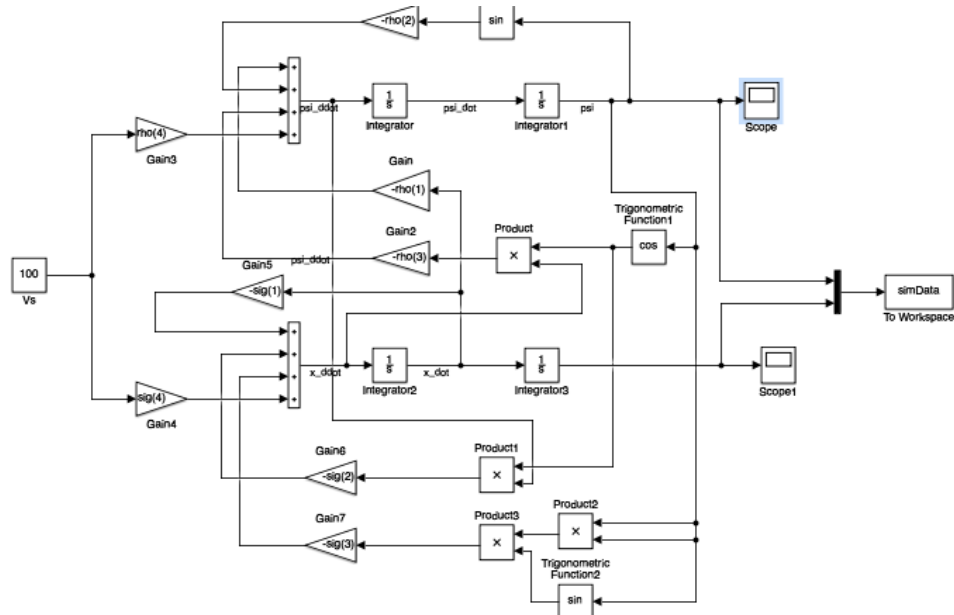 -rho(2)
sin
+
+
+
+
psi_ddot
1
s
Integrator
psi_dot
1
s
Integrator1
psi
Scope
rho(4)
Gain3
Gain
-rho(1)
Gain2
-rho(3)
Product
×
Trigonometric
Function1
cos
psi_ddot
Gain5
-sig(1)
100
Vs
simData
To Workspace
+
+
+
+
x_ddot
1
s
Integrator2
x_dot
1
s
Integrator3
Scope1
sig(4)
Gain4
Gain6
-sig(2)
Product1
×
Gain7
-sig(3)
Product3
×
Product2
×
Trigonometric
Function2
sin